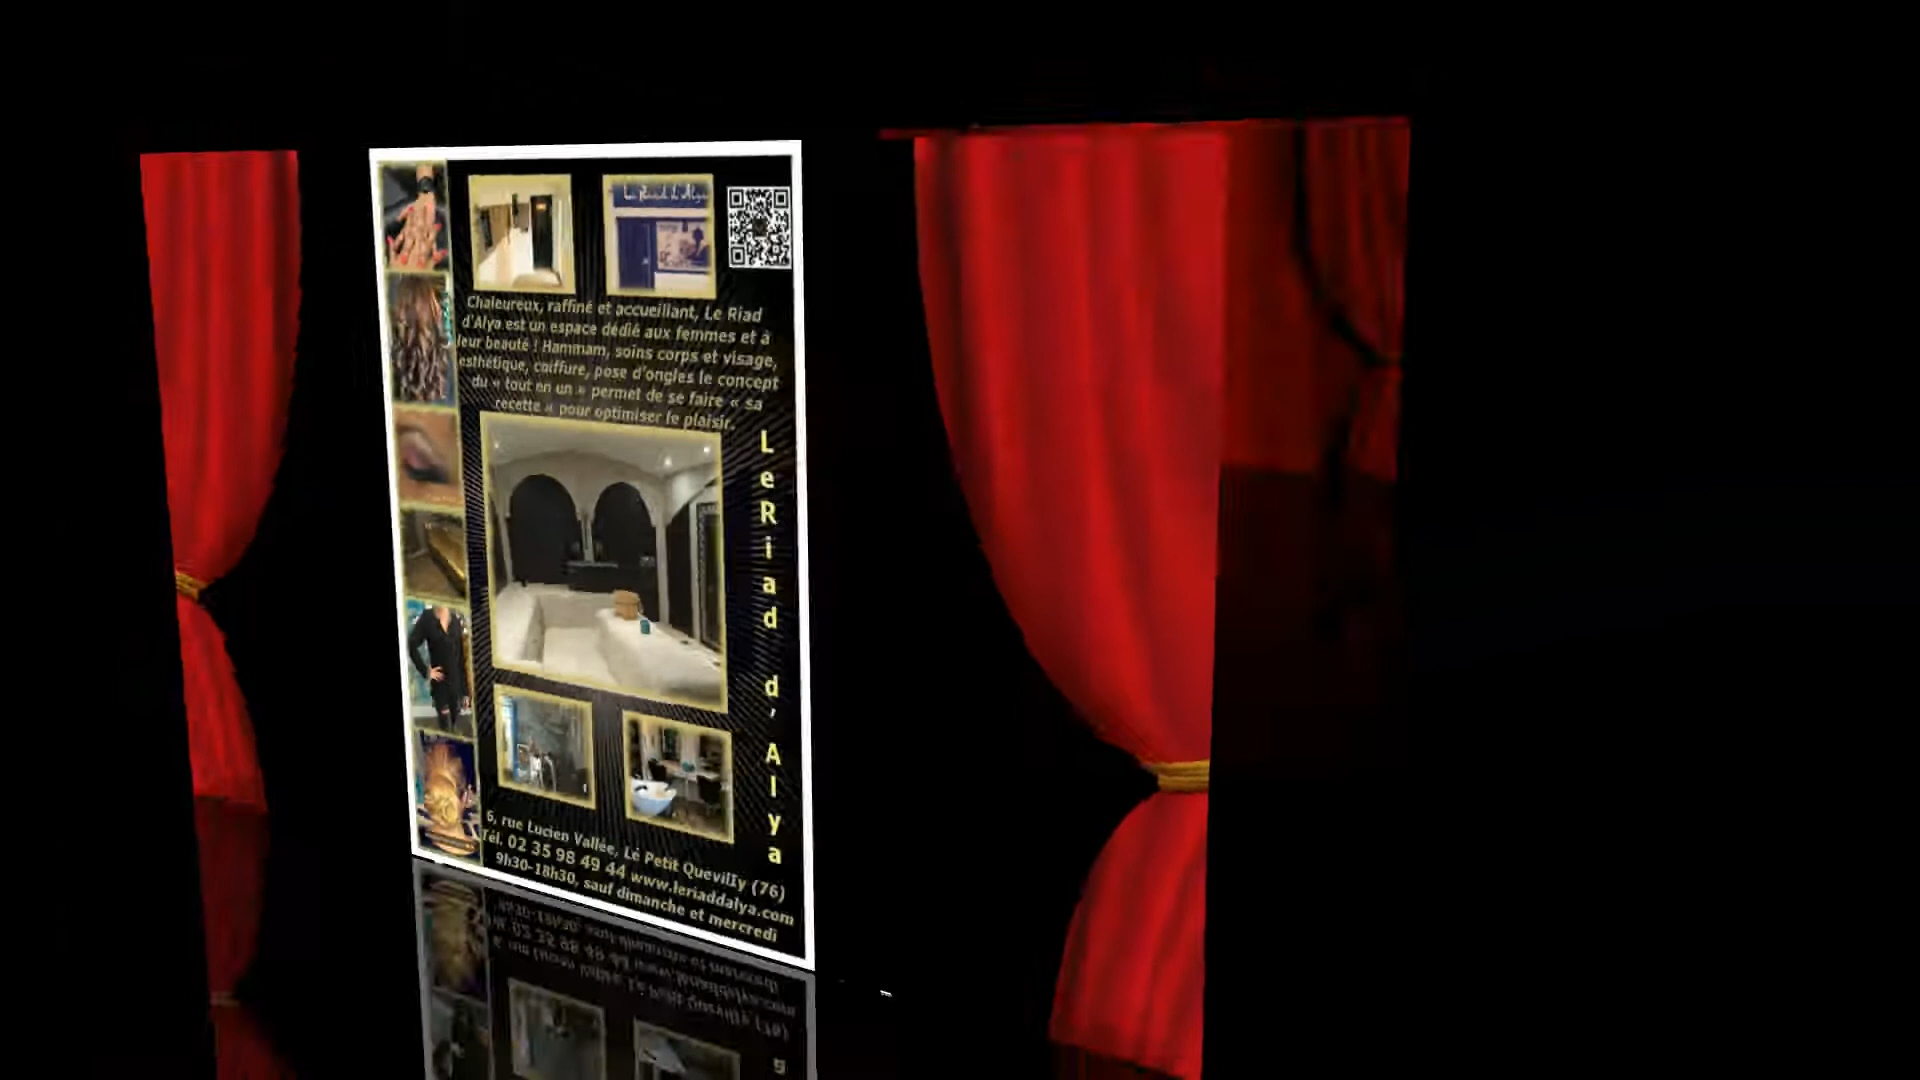 Le Riad d'Alya
Chaleureux, raffiné et accueillant, Le Riad
d'Alya est un espace dédié aux femmes et à
leur beauté ! Hammam, soins corps et visage,
esthétique, coiffure, pose d'ongles le concept
du « tout en un » permet de se faire « sa
recette » pour optimiser le plaisir.
LeRiad d'Alya
6, rue Lucien Vallée, Le Petit Quevilly (76)
Tél. 02 35 98 49 44 www.leriaddalya.com
9h30-18h30, sauf dimanche et mercredi